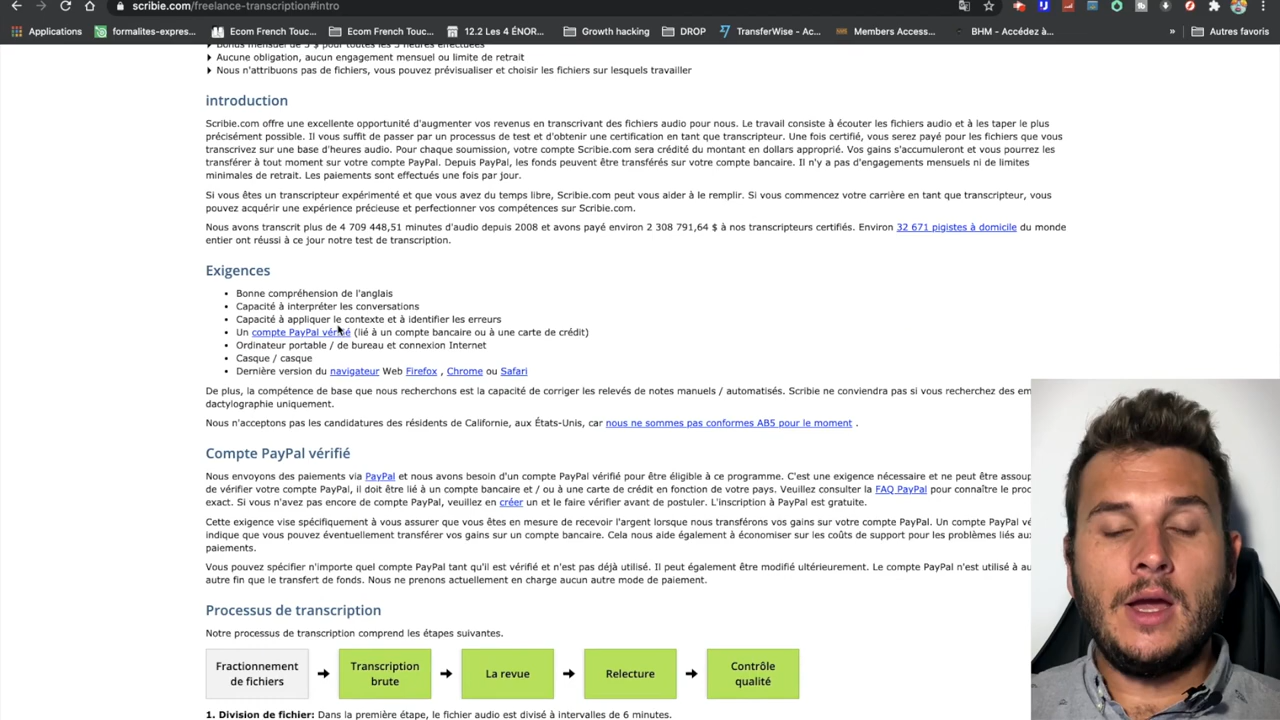 scribie.com/freelance-transcription#intro
Applications formalites-expres... Ecom French Touc... Ecom French Touc... 12.2 Les 4 ÉNOR... Growth hacking DROP TransferWise - Ac... Members Access... BHM - Accédez à... » Autres favoris
Bonus mensuel de 5 $ pour toutes les 3 heures effectuées
Aucune obligation, aucun engagement mensuel ou limite de retrait
Nous n'attribuons pas de fichiers, vous pouvez prévisualiser et choisir les fichiers sur lesquels travailler
introduction
Scribie.com offre une excellente opportunité d'augmenter vos revenus en transcrivant des fichiers audio pour nous. Le travail consiste à écouter les fichiers audio et à les taper le plus
précisément possible. Il vous suffit de passer par un processus de test et d'obtenir une certification en tant que transcripteur. Une fois certifié, vous serez payé pour les fichiers que vous
transcrivez sur une base d'heures audio. Pour chaque soumission, votre compte Scribie.com sera crédité du montant en dollars approprié. Vos gains s'accumuleront et vous pourrez les
transférer à tout moment sur votre compte PayPal. Depuis PayPal, les fonds peuvent être transférés sur votre compte bancaire. Il n'y a pas d'engagements mensuels ni de limites
minimales de retrait. Les paiements sont effectués une fois par jour.
Si vous êtes un transcripteur expérimenté et que vous avez du temps libre, Scribie.com peut vous aider à le remplir. Si vous commencez votre carrière en tant que transcripteur, vous
pouvez acquérir une expérience précieuse et perfectionner vos compétences sur Scribie.com.
Nous avons transcrit plus de 4 709 448,51 minutes d'audio depuis 2008 et avons payé environ 2 308 791,64 $ à nos transcripteurs certifiés. Environ 32 671 pigistes à domicile du monde
entier ont réussi à ce jour notre test de transcription.
Exigences
Bonne compréhension de l'anglais
Capacité à interpréter les conversations
Capacité à appliquer le contexte et à identifier les erreurs
Un compte PayPal vérifié (lié à un compte bancaire ou à une carte de crédit)
Ordinateur portable / de bureau et connexion Internet
Casque / casque
Dernière version du navigateur Web Firefox , Chrome ou Safari
De plus, la compétence de base que nous recherchons est la capacité de corriger les relevés de notes manuels / automatisés. Scribie ne conviendra pas si vous recherchez des em
dactylographie uniquement.
Nous n'acceptons pas les candidatures des résidents de Californie, aux États-Unis, car nous ne sommes pas conformes AB5 pour le moment .
Compte PayPal vérifié
Nous envoyons des paiements via PayPal et nous avons besoin d'un compte PayPal vérifié pour être éligible à ce programme. C'est une exigence nécessaire et ne peut être assoup
de vérifier votre compte PayPal, il doit être lié à un compte bancaire et / ou à une carte de crédit en fonction de votre pays. Veuillez consulter la FAQ PayPal pour connaître le proc
exact. Si vous n'avez pas encore de compte PayPal, veuillez en créer un et le faire vérifier avant de postuler. L'inscription à PayPal est gratuite.
Cette exigence vise spécifiquement à vous assurer que vous êtes en mesure de recevoir l'argent lorsque nous transférons vos gains sur votre compte PayPal. Un compte PayPal vé
indique que vous pouvez éventuellement transférer vos gains sur un compte bancaire. Cela nous aide également à économiser sur les coûts de support pour les problèmes liés aux
paiements.
Vous pouvez spécifier n'importe quel compte PayPal tant qu'il est vérifié et n'est pas déjà utilisé. Il peut également être modifié ultérieurement. Le compte PayPal n'est utilisé à au
autre fin que le transfert de fonds. Nous ne prenons actuellement en charge aucun autre mode de paiement.
Processus de transcription
Notre processus de transcription comprend les étapes suivantes.
Fractionnement de fichiers
Transcription brute
La revue
Relecture
Contrôle qualité
1. Division de fichier: Dans la première étape, le fichier audio est divisé à intervalles de 6 minutes.